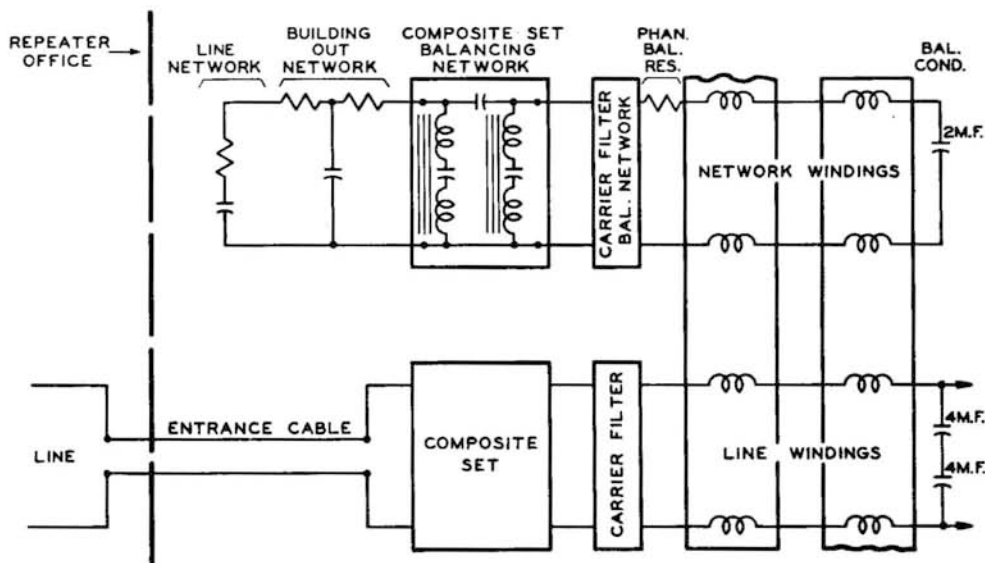 REPEATER
OFFICE
LINE
NETWORK
BUILDING
OUT
NETWORK
COMPOSITE SET
BALANCING
NETWORK
PHAN.
BAL.
RES.
BAL.
COND.
2M.F.
CARRIER FILTER
BAL. NETWORK
NETWORK WINDINGS
LINE
ENTRANCE CABLE
COMPOSITE
SET
CARRIER FILTER
LINE WINDINGS
4M.F.
4M.F.